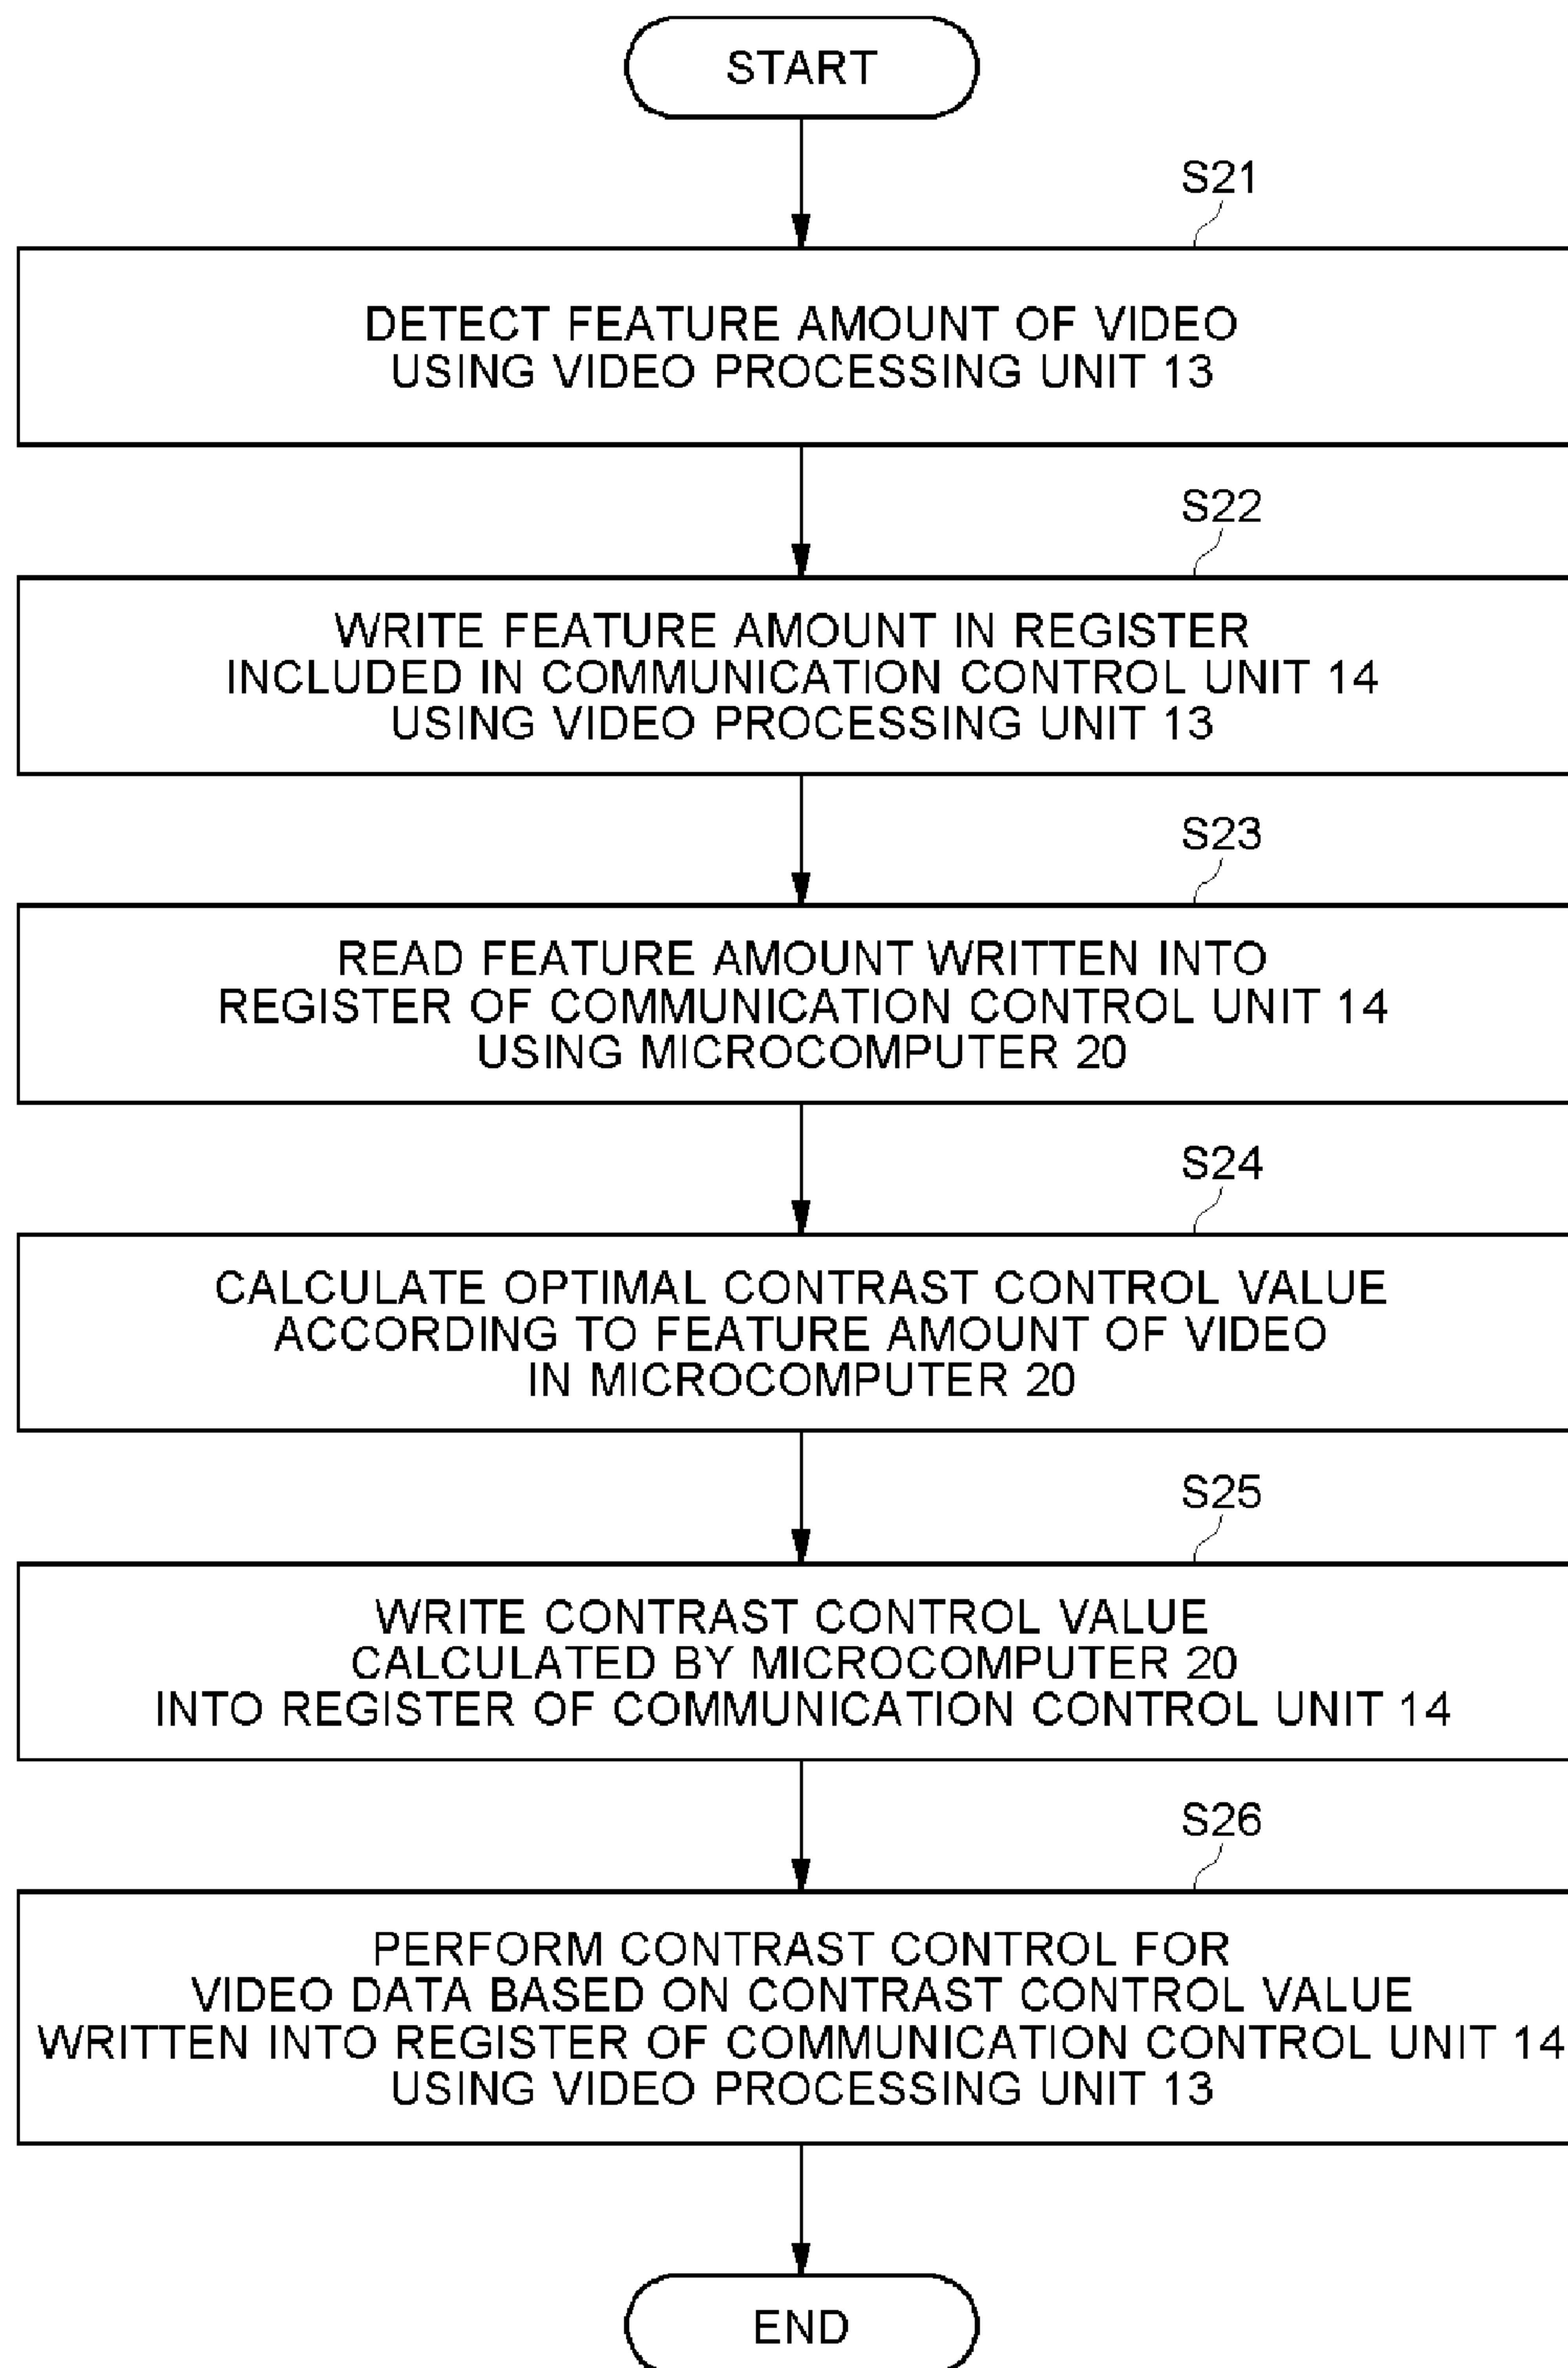 START
S21
DETECT FEATURE AMOUNT OF VIDEO
USING VIDEO PROCESSING UNIT 13
S22
WRITE FEATURE AMOUNT IN REGISTER
INCLUDED IN COMMUNICATION CONTROL UNIT 14
USING VIDEO PROCESSING UNIT 13
S23
READ FEATURE AMOUNT WRITTEN INTO
REGISTER OF COMMUNICATION CONTROL UNIT 14
USING MICROCOMPUTER 20
S24
CALCULATE OPTIMAL CONTRAST CONTROL VALUE
ACCORDING TO FEATURE AMOUNT OF VIDEO
IN MICROCOMPUTER 20
S25
WRITE CONTRAST CONTROL VALUE
CALCULATED BY MICROCOMPUTER 20
INTO REGISTER OF COMMUNICATION CONTROL UNIT 14
S26
PERFORM CONTRAST CONTROL FOR
VIDEO DATA BASED ON CONTRAST CONTROL VALUE
WRITTEN INTO REGISTER OF COMMUNICATION CONTROL UNIT 14
USING VIDEO PROCESSING UNIT 13
END